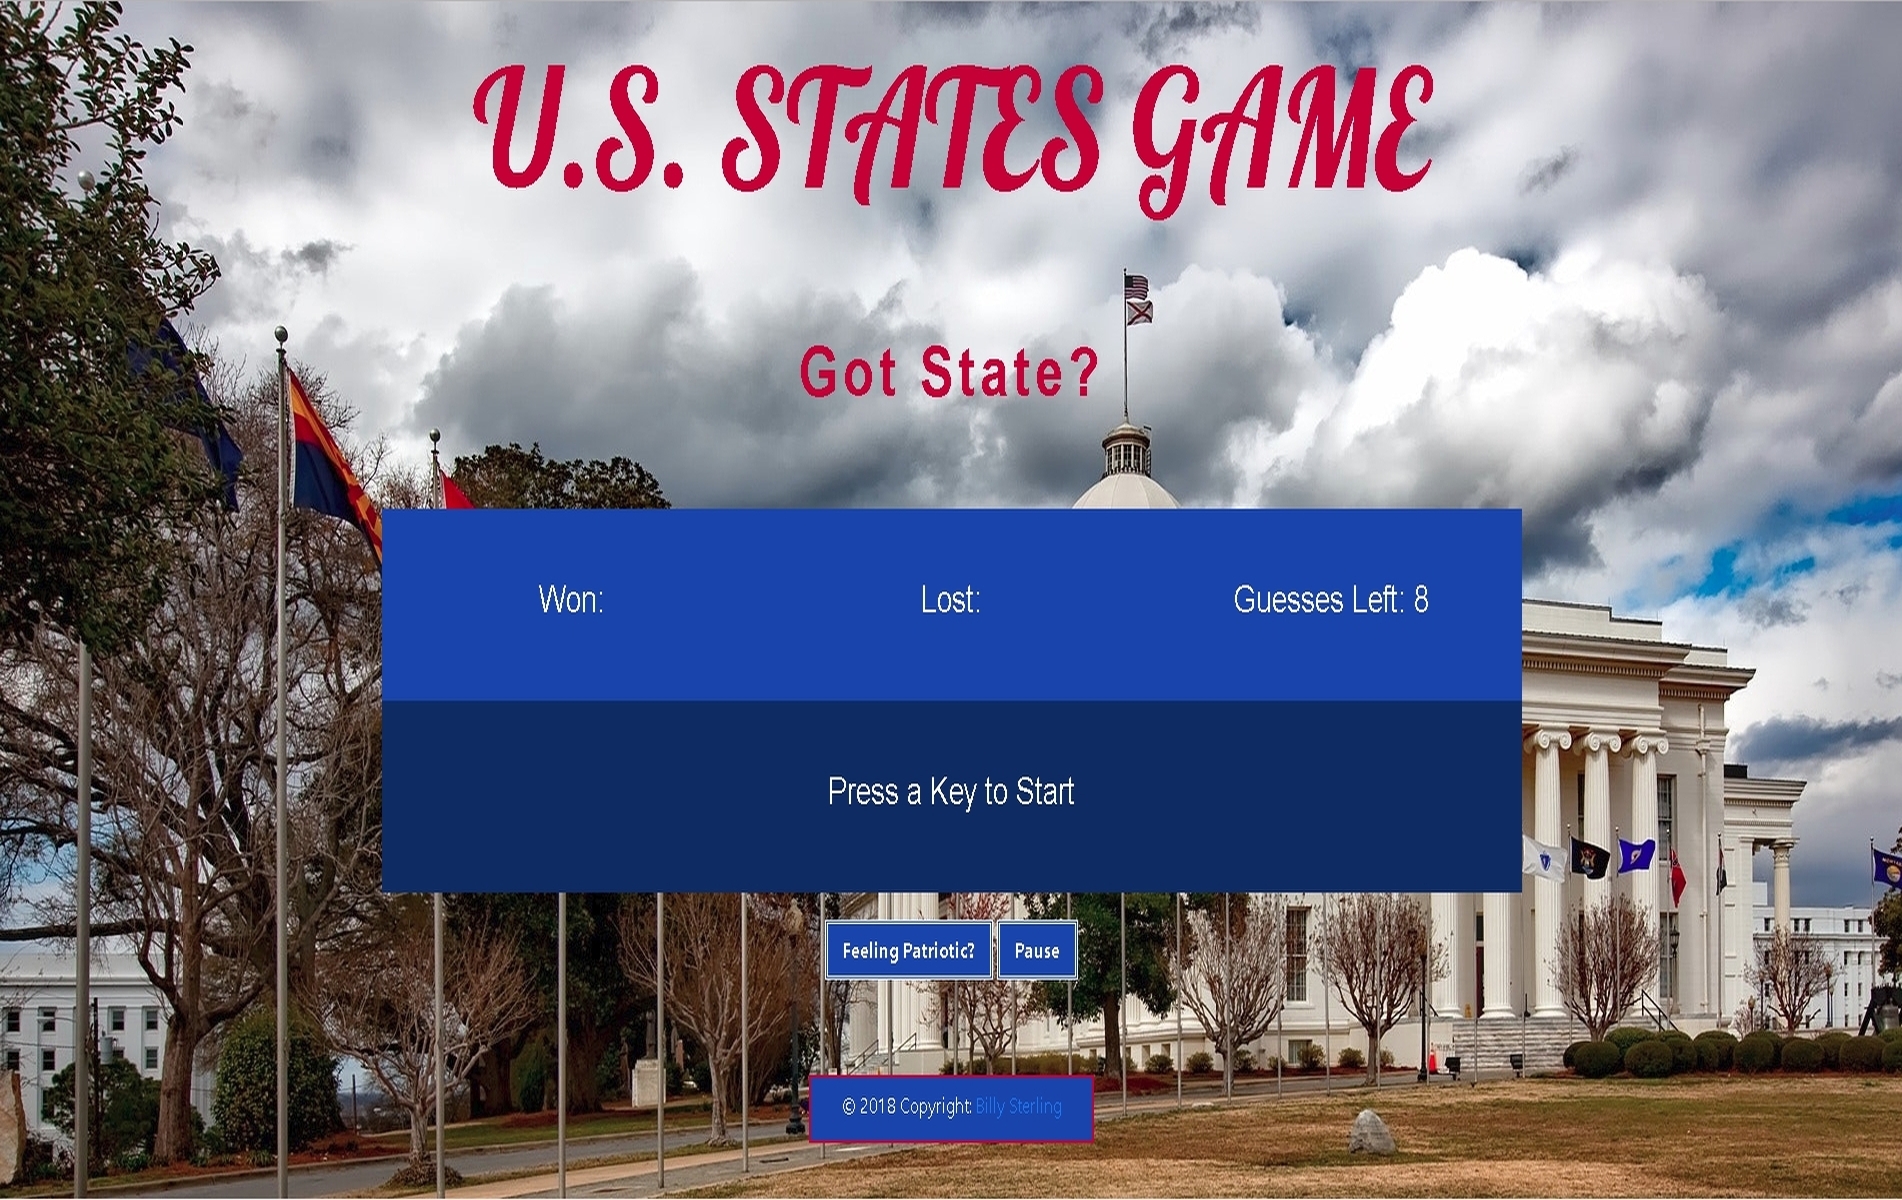 U.S. STATES GAME
Got State?
Won: Lost: Guesses Left: 8
Press a Key to Start
Feeling Patriotic? Pause
© 2018 Copyright: Billy Sterling